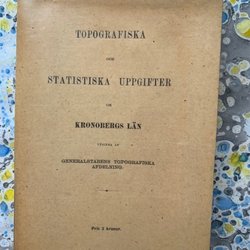 TOPOGRAFISKA
OCH
STATISTISKA UPPGIFTER
OM
KRONOBERGS LÄN
UTGIFNA AF
GENERALSTABENS TOPOGRAFISKA
AFDELNING.
Pris 2 kronor.